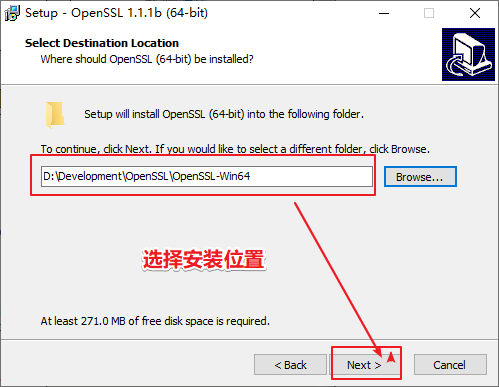 Setup - OpenSSL 1.1.1b (64-bit)
Select Destination Location
Where should OpenSSL (64-bit) be installed?
Setup will install OpenSSL (64-bit) into the following folder.
To continue, click Next. If you would like to select a different folder, click Browse.
D:\Development\OpenSSL\OpenSSL-Win64
Browse...
选择安装位置
At least 271.0 MB of free disk space is required.
< Back
Next >
Cancel